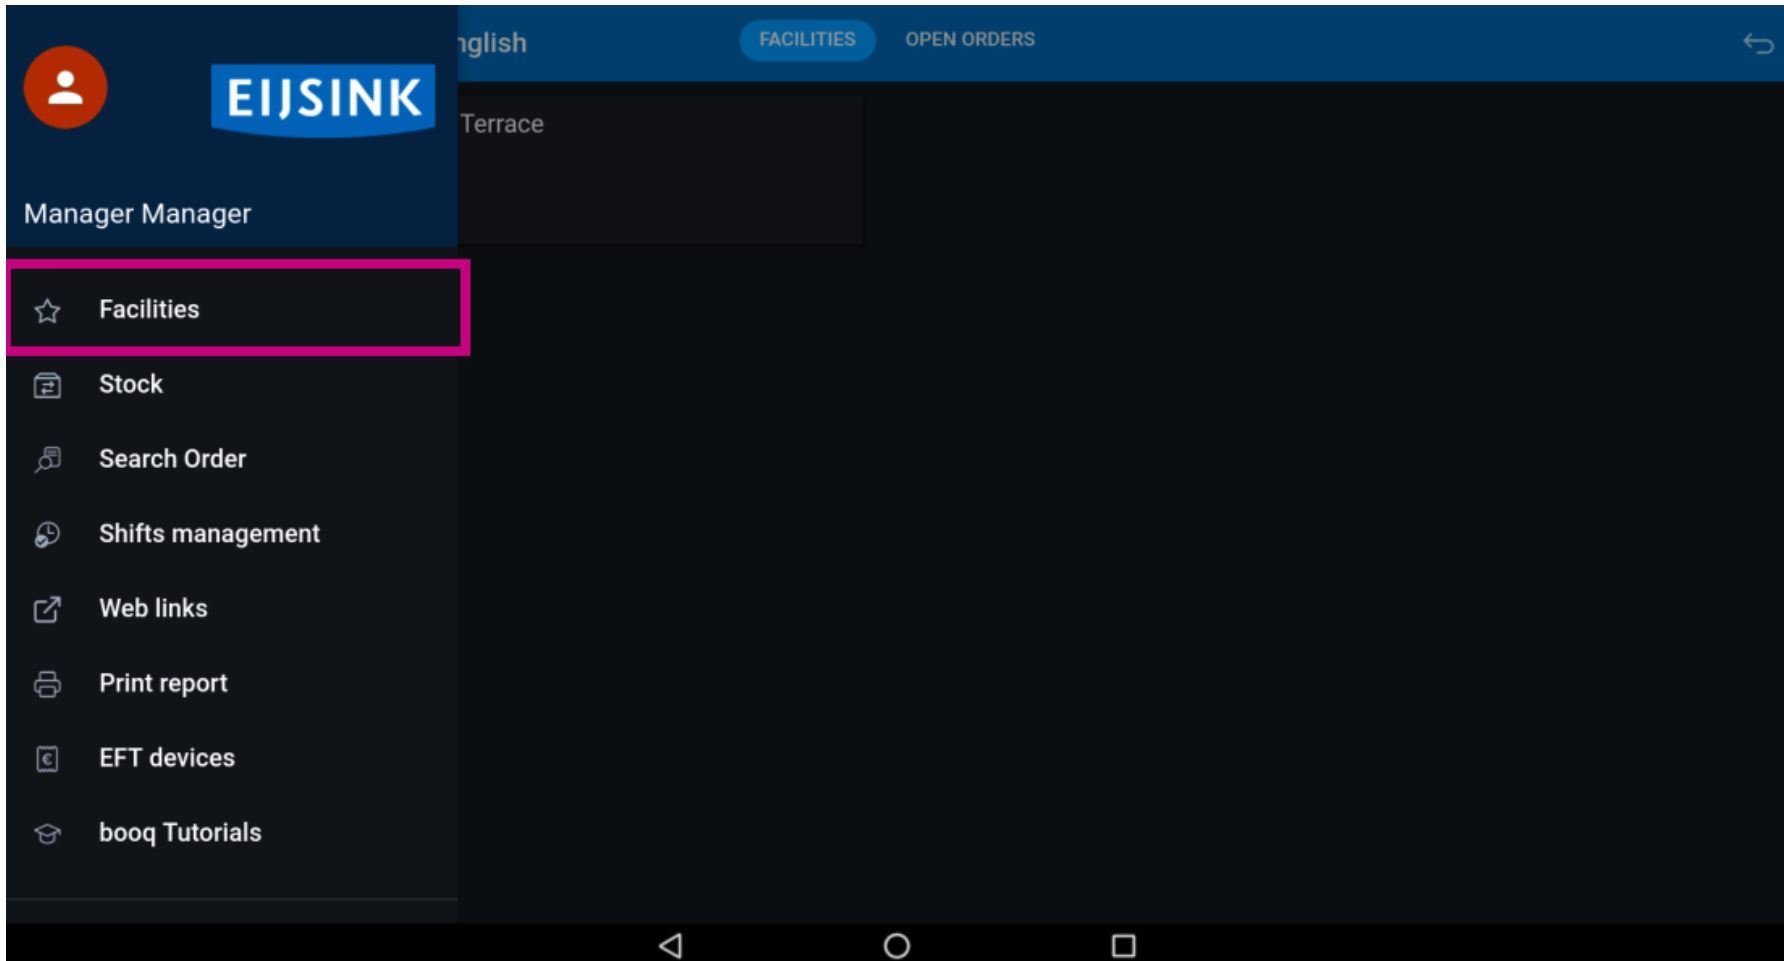 nglish
FACILITIES
OPEN ORDERS
EIJSINK
Terrace
Manager Manager
Facilities
Stock
Search Order
Shifts management
Web links
Print report
EFT devices
booq Tutorials